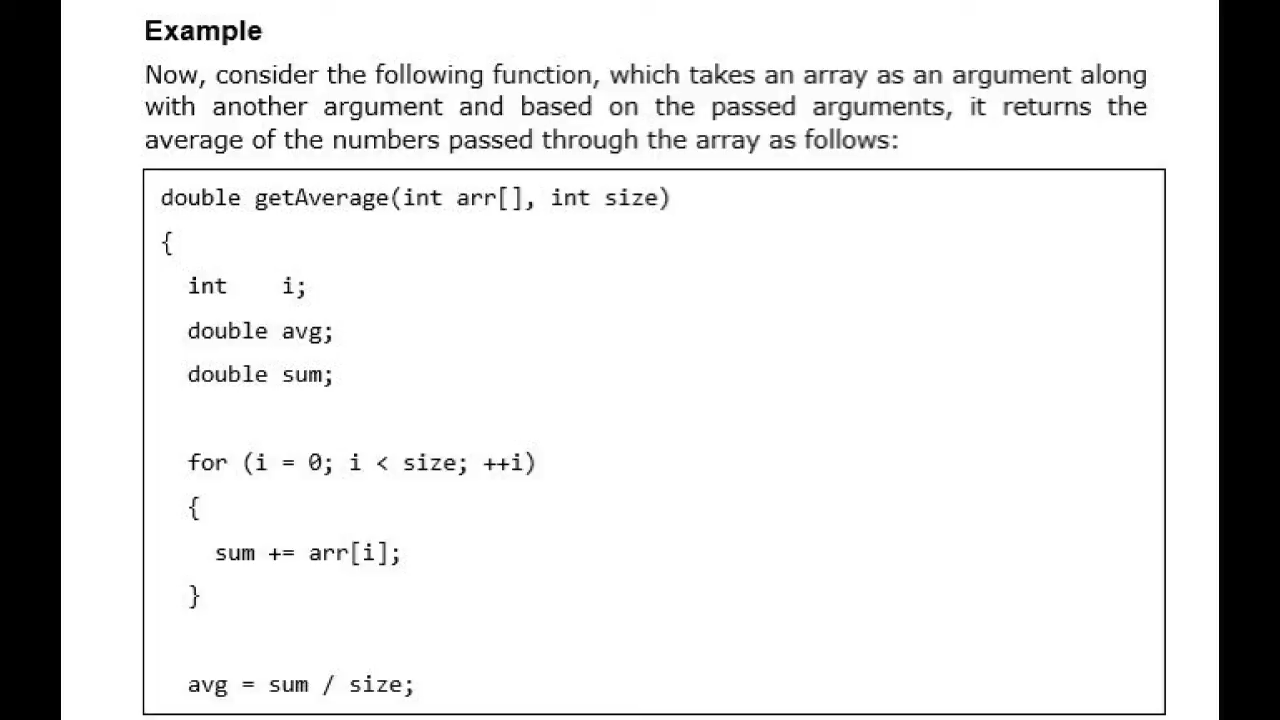 Example
Now, consider the following function, which takes an array as an argument along
with another argument and based on the passed arguments, it returns the
average of the numbers passed through the array as follows:
double getAverage(int arr[], int size)
{
  int    i;
  double avg;
  double sum;
  for (i = 0; i < size; ++i)
  {
    sum += arr[i];
  }
  avg = sum / size;